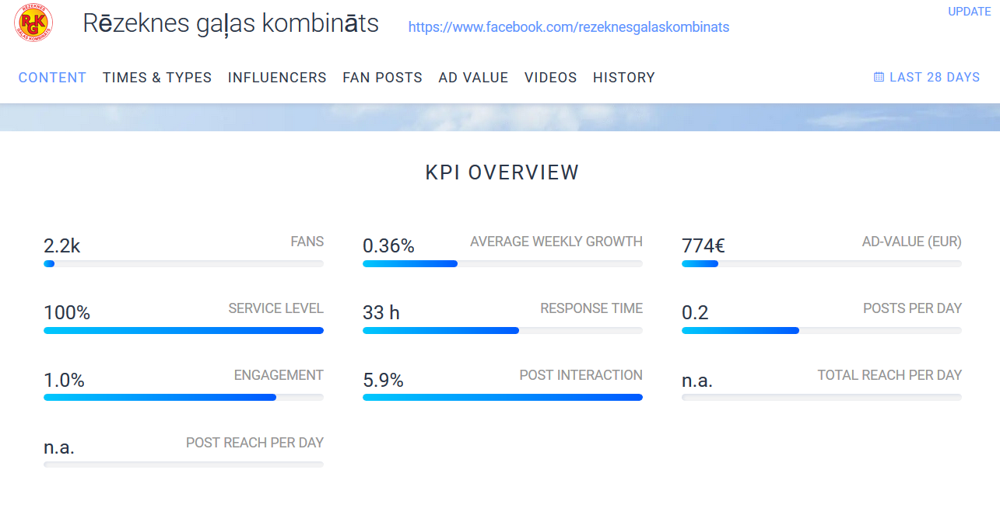 REZEKNES
RGK
GAĻAS KOMBINĀTS
Rēzeknes gaļas kombināts
https://www.facebook.com/rezeknesgalaskombinats
UPDATE
CONTENT TIMES & TYPES INFLUENCERS FAN POSTS AD VALUE VIDEOS HISTORY
LAST 28 DAYS
KPI OVERVIEW
2.2k FANS
0.36% AVERAGE WEEKLY GROWTH
774€ AD-VALUE (EUR)
100% SERVICE LEVEL
33 h RESPONSE TIME
0.2 POSTS PER DAY
1.0% ENGAGEMENT
5.9% POST INTERACTION
n.a. TOTAL REACH PER DAY
n.a. POST REACH PER DAY